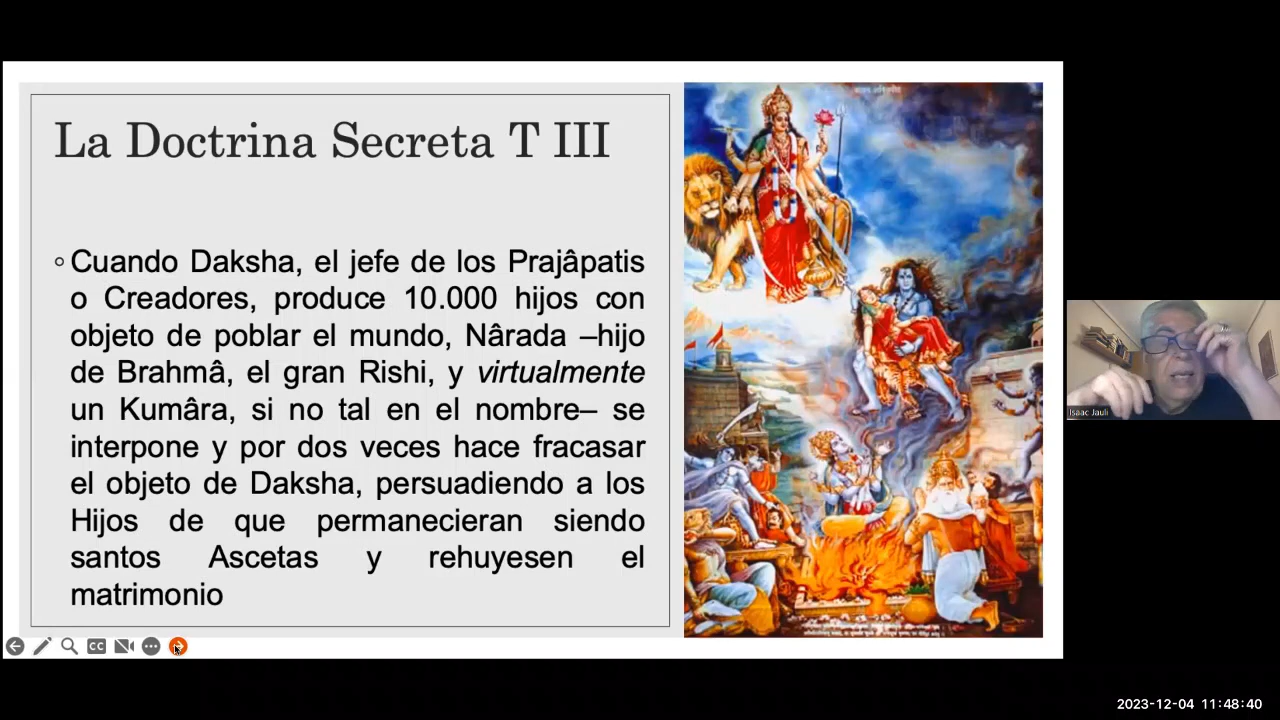 La Doctrina Secreta T III
Cuando Daksha, el jefe de los Prajâpatis
o Creadores, produce 10.000 hijos con
objeto de poblar el mundo, Nârada –hijo
de Brahmâ, el gran Rishi, y virtualmente
un Kumâra, si no tal en el nombre– se
interpone y por dos veces hace fracasar
el objeto de Daksha, persuadiendo a los
Hijos de que permanecieran siendo
santos Ascetas y rehuyesen el
matrimonio
CC
Isaac Jauli
2023-12-04 11:48:40